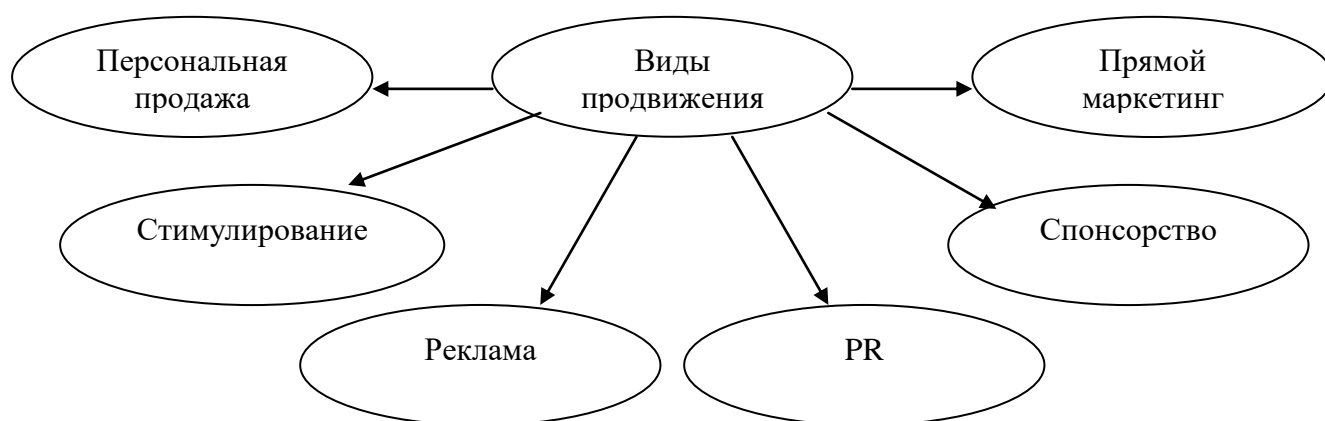 Персональная
продажа
Виды
продвижения
Прямой
маркетинг
Стимулирование
Спонсорство
Реклама
PR